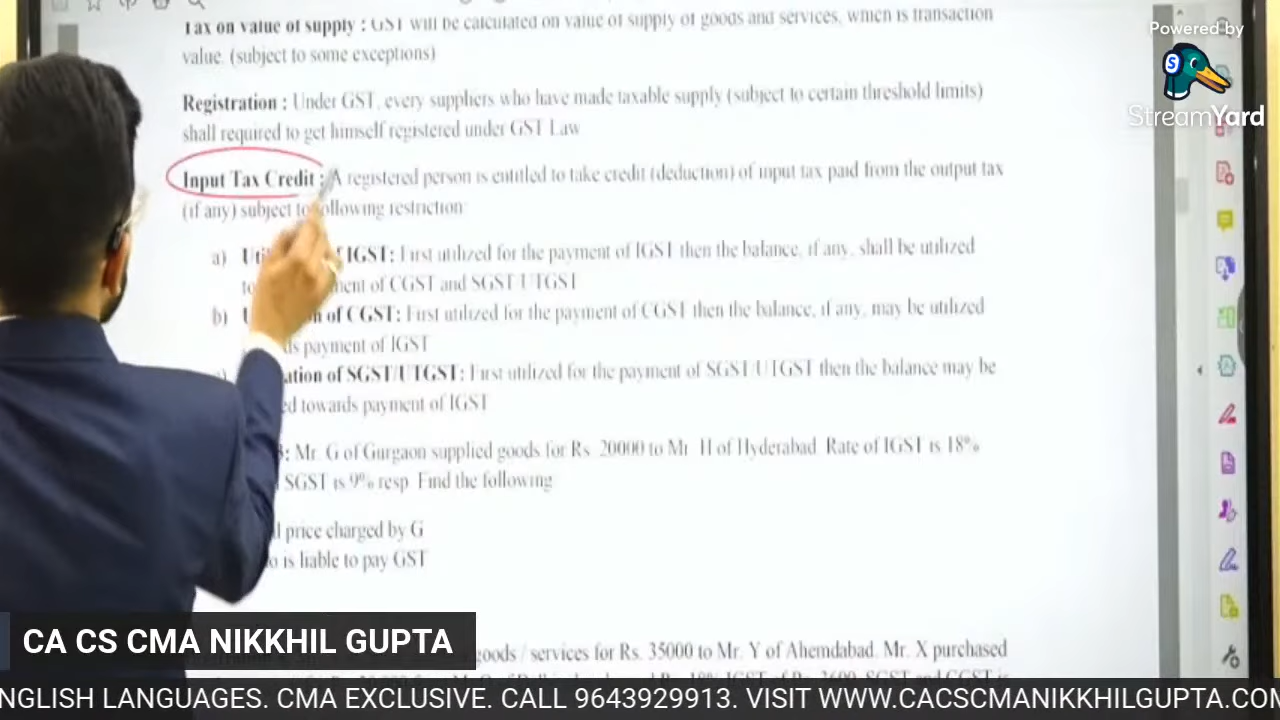 Tax on value of supply : GST will be calculated on value of supply of goods and services, which is transaction
value. (subject to some exceptions)
Powered by
StreamYard
Registration : Under GST, every suppliers who have made taxable supply (subject to certain threshold limits)
shall required to get himself registered under GST Law
Input Tax Credit : A registered person is entitled to take credit (deduction) of input tax paid from the output tax
(if any) subject to following restriction
a) Uti of IGST: First utilized for the payment of IGST then the balance, if any, shall be utilized
to ment of CGST and SGST/UTGST
b) U n of CGST: First utilized for the payment of CGST then the balance, if any, may be utilized
ds payment of IGST
ation of SGST/UTGST: First utilized for the payment of SGST/UTGST then the balance may be
ed towards payment of IGST
: Mr. G of Gurgaon supplied goods for Rs. 20000 to Mr. H of Hyderabad. Rate of IGST is 18%
SGST is 9% resp. Find the following
l price charged by G
o is liable to pay GST
CA CS CMA NIKKHIL GUPTA
goods / services for Rs. 35000 to Mr. Y of Ahemdabad. Mr. X purchased
NGLISH LANGUAGES. CMA EXCLUSIVE. CALL 9643929913. VISIT WWW.CACSCMANIKKHILGUPTA.COM